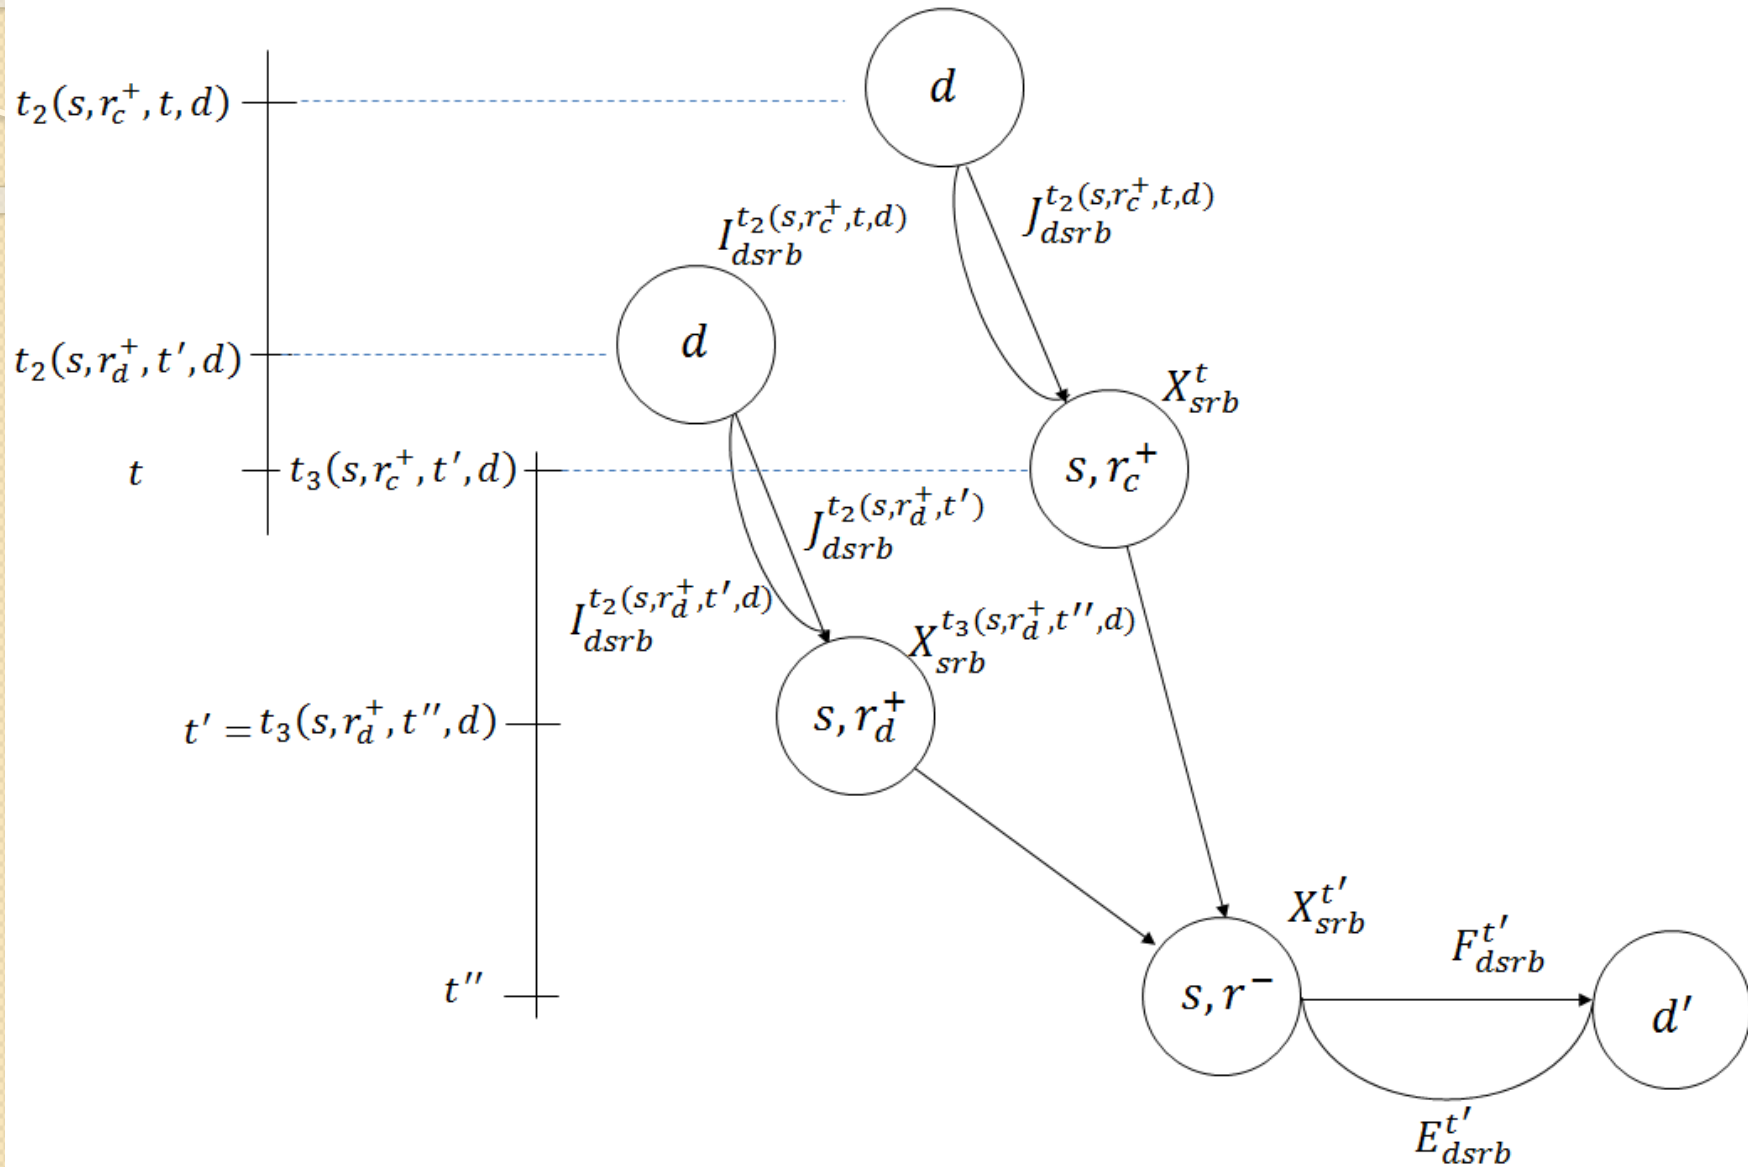 d
t₂(s,r_c⁺,t,d)
J_{dsrb}^{t₂(s,r_c⁺,t,d)}
I_{dsrb}^{t₂(s,r_c⁺,t,d)}
d
t₂(s,r_d⁺,t′,d)
X_{srb}^{t}
t
t₃(s,r_c⁺,t′,d)
s,r_c⁺
J_{dsrb}^{t₂(s,r_d⁺,t′)}
I_{dsrb}^{t₂(s,r_d⁺,t′,d)}
X_{srb}^{t₃(s,r_d⁺,t″,d)}
t′ = t₃(s,r_d⁺,t″,d)
s,r_d⁺
X_{srb}^{t′}
F_{dsrb}^{t′}
t″
s,r⁻
d′
E_{dsrb}^{t′}